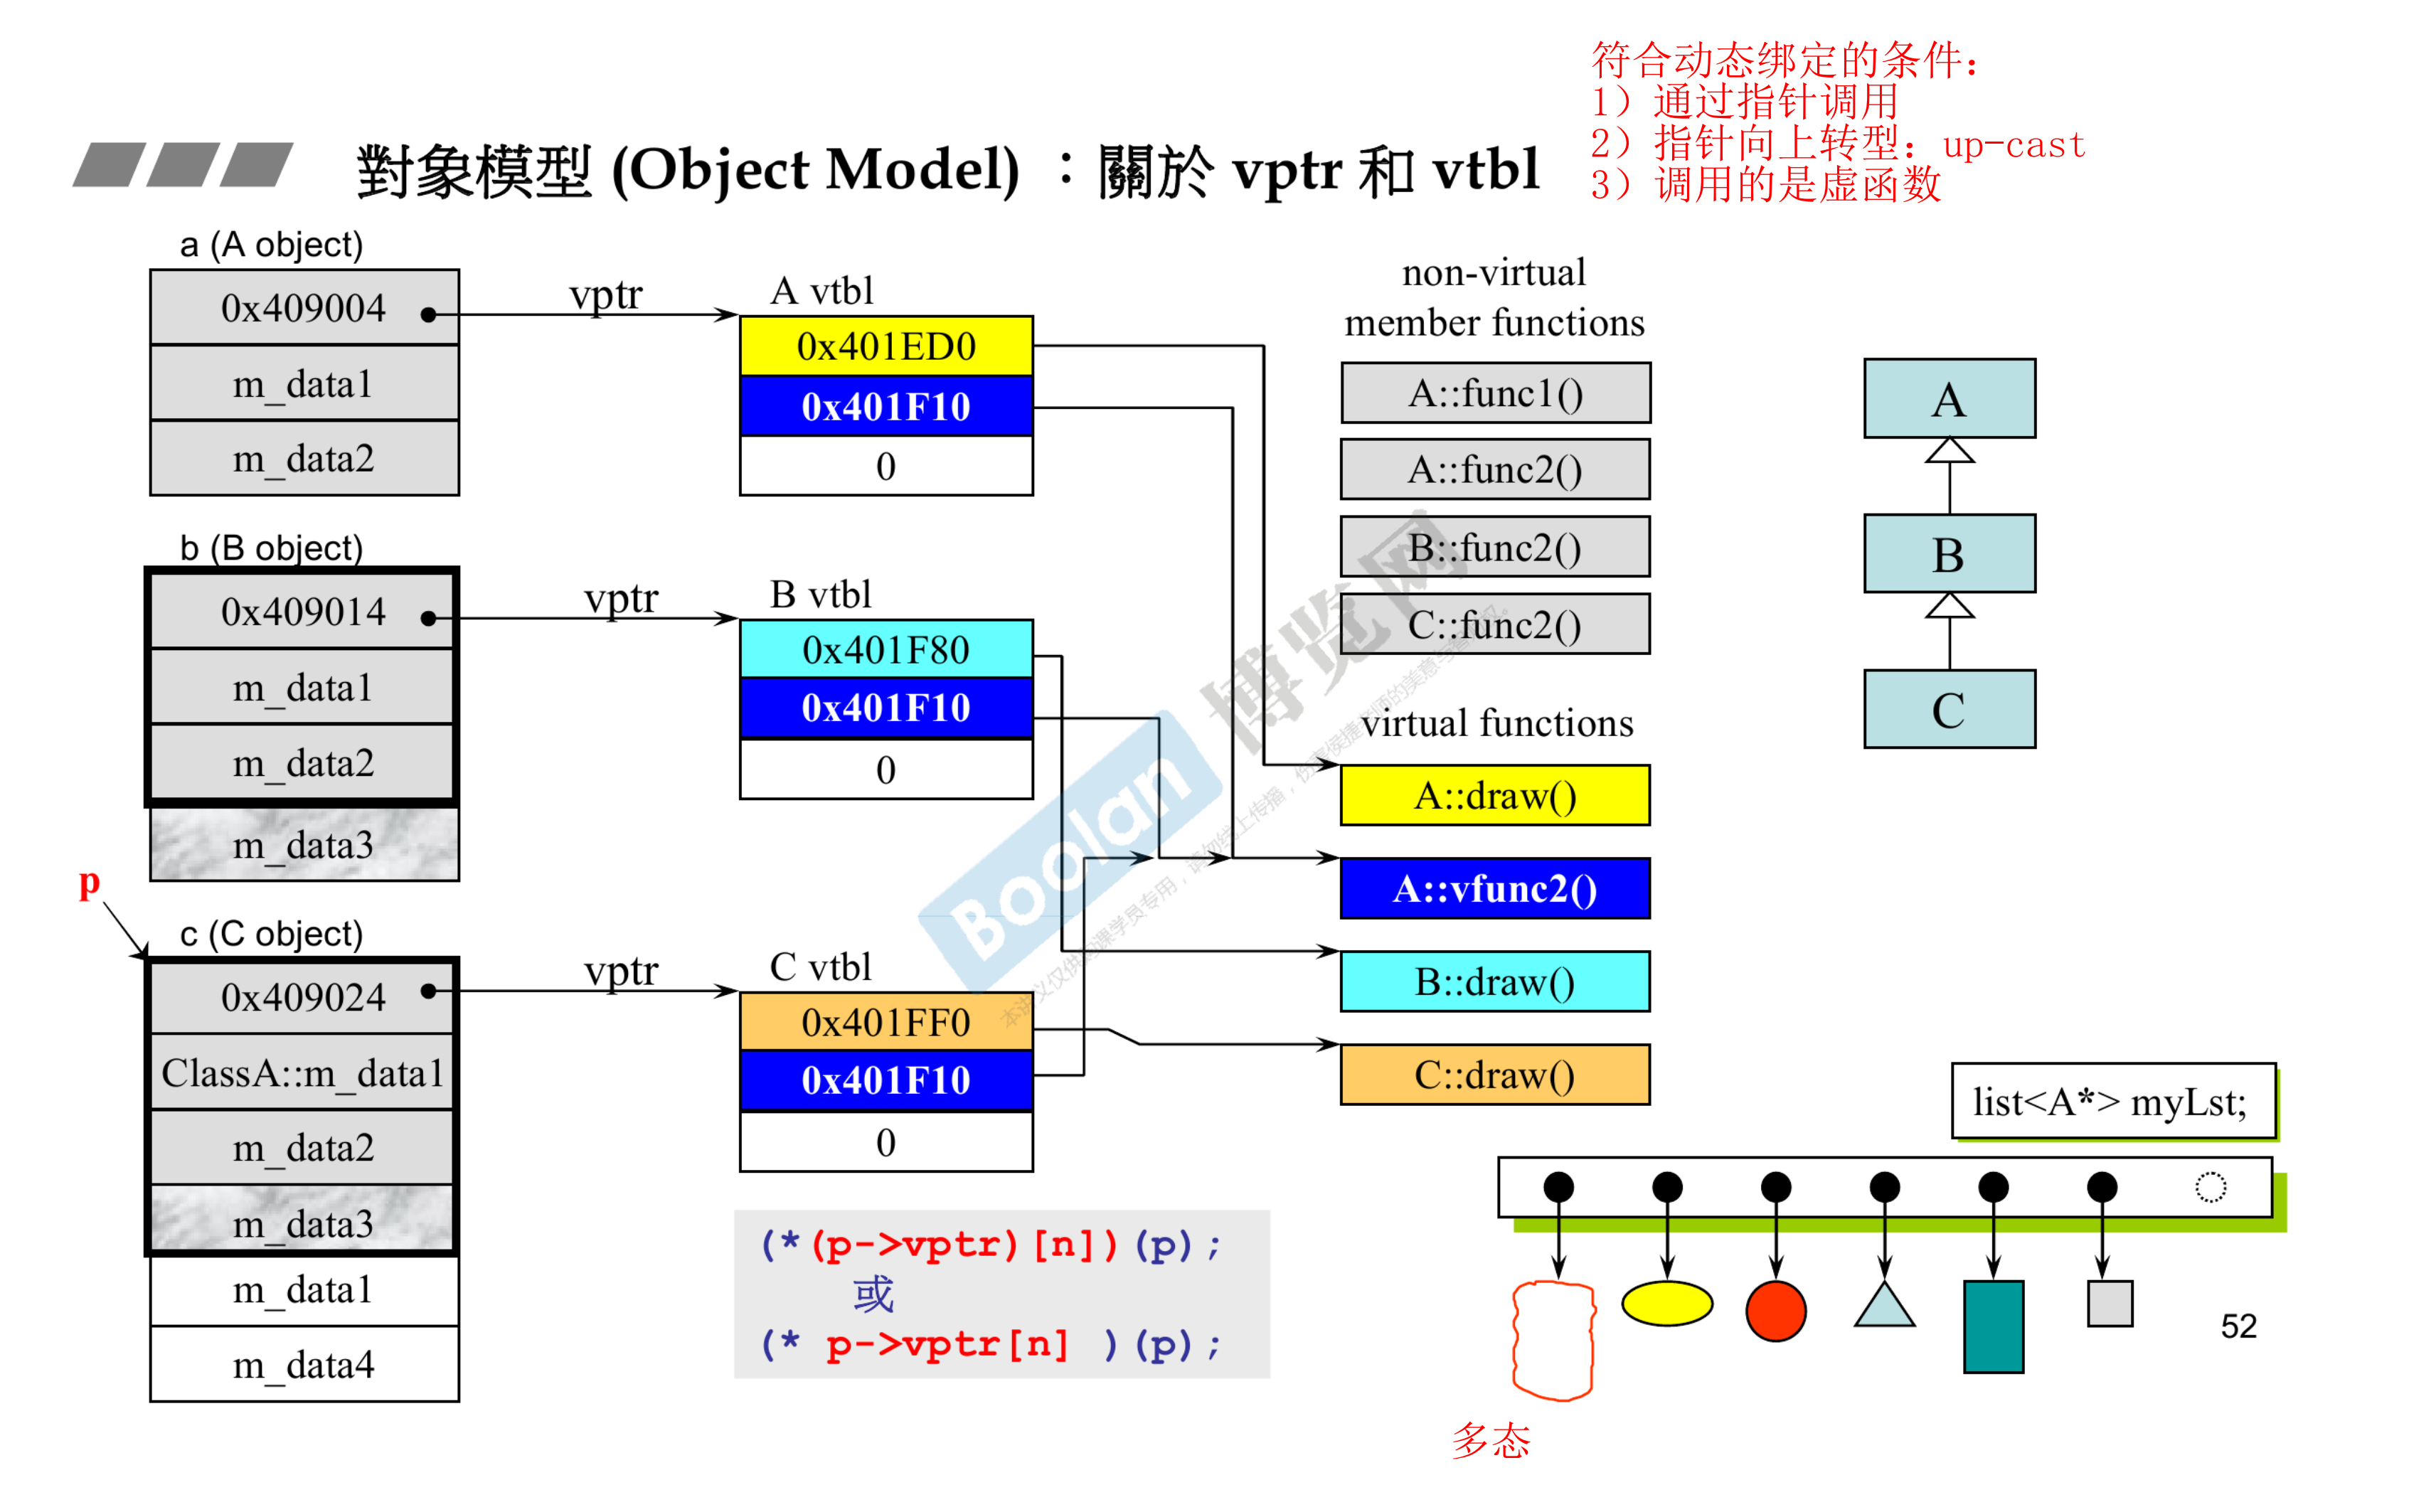 符合动态绑定的条件：
1）通过指针调用
2）指针向上转型：up-cast
3）调用的是虚函数
對象模型 (Object Model) ：關於 vptr 和 vtbl
a (A object)
0x409004
m_data1
m_data2
vptr
A vtbl
0x401ED0
0x401F10
0
b (B object)
0x409014
m_data1
m_data2
m_data3
vptr
B vtbl
0x401F80
0x401F10
0
p
c (C object)
0x409024
ClassA::m_data1
m_data2
m_data3
m_data1
m_data4
vptr
C vtbl
0x401FF0
0x401F10
0
(*(p->vptr)[n])(p);
或
(* p->vptr[n] )(p);
non-virtual
member functions
A::func1()
A::func2()
B::func2()
C::func2()
virtual functions
A::draw()
A::vfunc2()
B::draw()
C::draw()
A
B
C
list<A*> myLst;
多态
52
Boolan 博览网